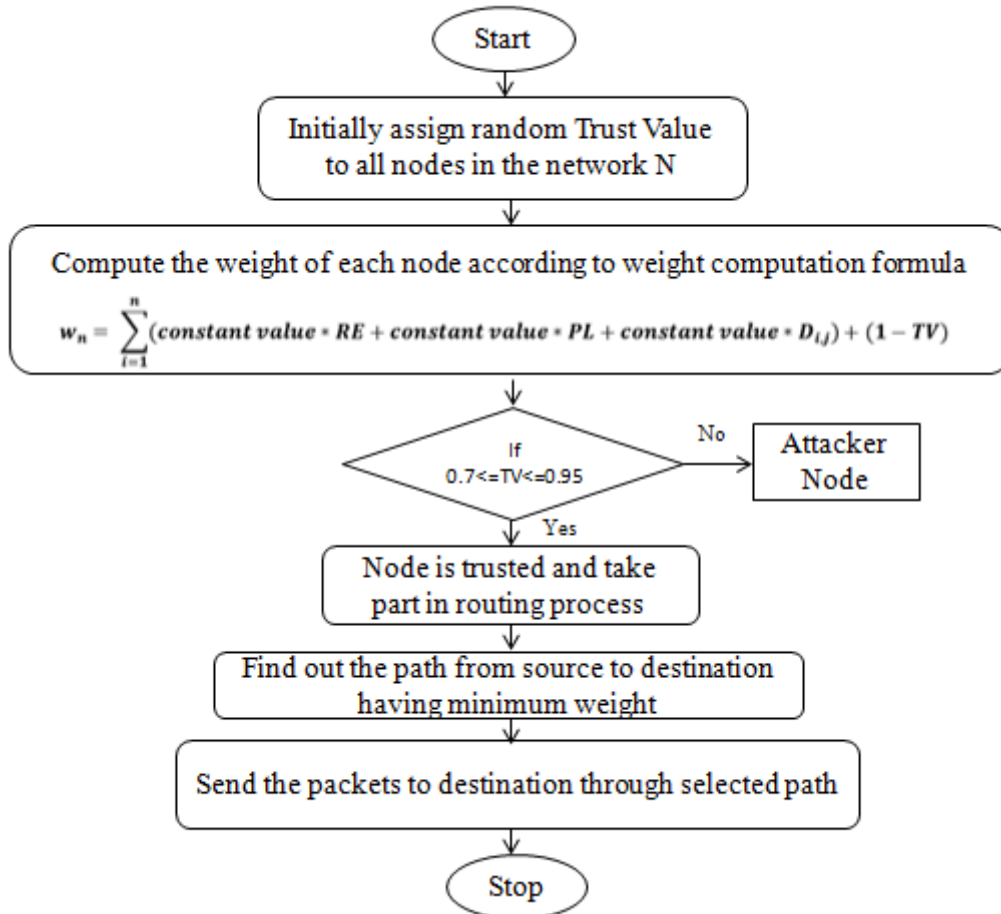 Start
Initially assign random Trust Value
to all nodes in the network N
Compute the weight of each node according to weight computation formula
wₙ = ∑ⁿᵢ₌₁(constant value * RE + constant value * PL + constant value * Dᵢ,ⱼ) + (1 − TV)
If
0.7<=TV<=0.95
No
Attacker
Node
Yes
Node is trusted and take
part in routing process
Find out the path from source to destination
having minimum weight
Send the packets to destination through selected path
Stop